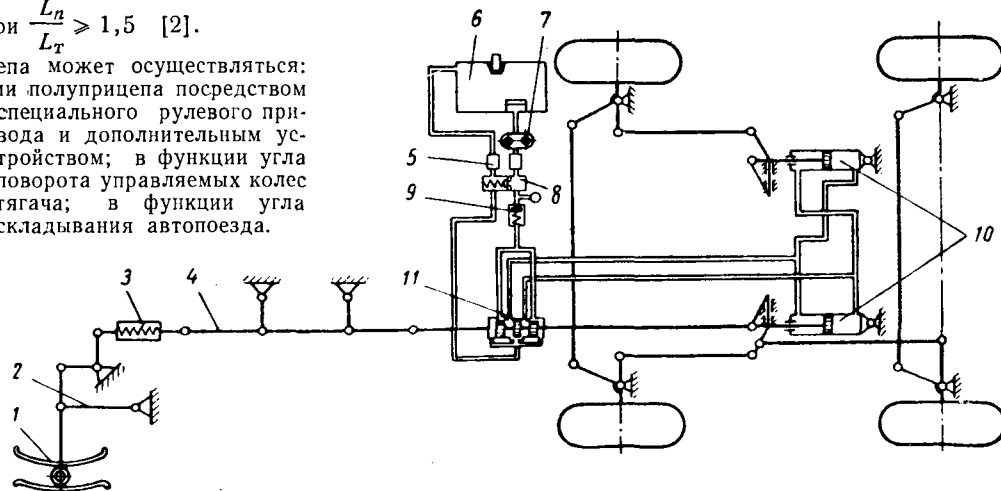 ри L_п/L_т ⩾ 1,5 [2].
епа может осуществляться:
ии полуприцепа посредством
специального рулевого при-
вода и дополнительным ус-
тройством; в функции угла
поворота управляемых колес
тягача; в функции угла
складывания автопоезда.
6
7
5
8
9
10
11
3
4
2
1